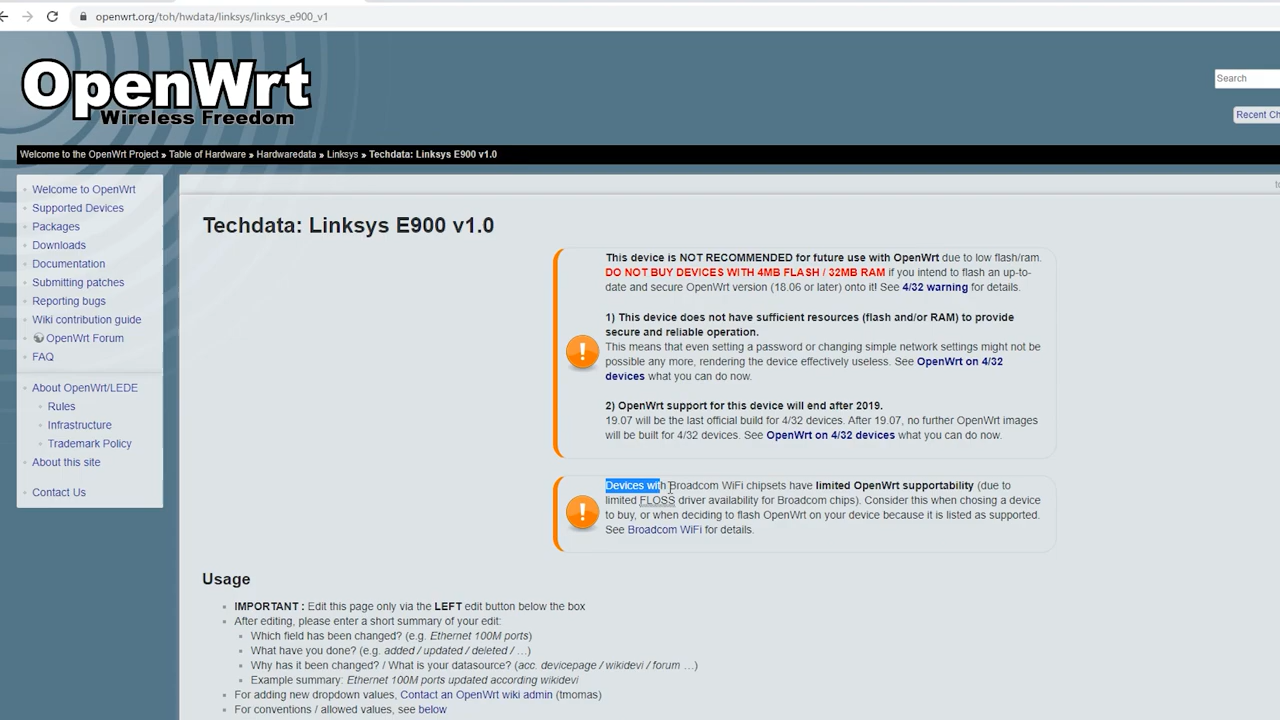 openwrt.org/toh/hwdata/linksys/linksys_e900_v1
OpenWrt
Wireless Freedom
Search
Recent Ch
Welcome to the OpenWrt Project » Table of Hardware » Hardwaredata » Linksys » Techdata: Linksys E900 v1.0
Welcome to OpenWrt
Supported Devices
Packages
Downloads
Documentation
Submitting patches
Reporting bugs
Wiki contribution guide
OpenWrt Forum
FAQ
About OpenWrt/LEDE
Rules
Infrastructure
Trademark Policy
About this site
Contact Us
Techdata: Linksys E900 v1.0
This device is NOT RECOMMENDED for future use with OpenWrt due to low flash/ram.
DO NOT BUY DEVICES WITH 4MB FLASH / 32MB RAM if you intend to flash an up-to-
date and secure OpenWrt version (18.06 or later) onto it! See 4/32 warning for details.
1) This device does not have sufficient resources (flash and/or RAM) to provide
secure and reliable operation.
This means that even setting a password or changing simple network settings might not be
possible any more, rendering the device effectively useless. See OpenWrt on 4/32
devices what you can do now.
2) OpenWrt support for this device will end after 2019.
19.07 will be the last official build for 4/32 devices. After 19.07, no further OpenWrt images
will be built for 4/32 devices. See OpenWrt on 4/32 devices what you can do now.
Devices with Broadcom WiFi chipsets have limited OpenWrt supportability (due to
limited FLOSS driver availability for Broadcom chips). Consider this when chosing a device
to buy, or when deciding to flash OpenWrt on your device because it is listed as supported.
See Broadcom WiFi for details.
Usage
IMPORTANT : Edit this page only via the LEFT edit button below the box
After editing, please enter a short summary of your edit:
Which field has been changed? (e.g. Ethernet 100M ports)
What have you done? (e.g. added / updated / deleted / …)
Why has it been changed? / What is your datasource? (acc. devicepage / wikidevi / forum …)
Example summary: Ethernet 100M ports updated according wikidevi
For adding new dropdown values, Contact an OpenWrt wiki admin (tmomas)
For conventions / allowed values, see below